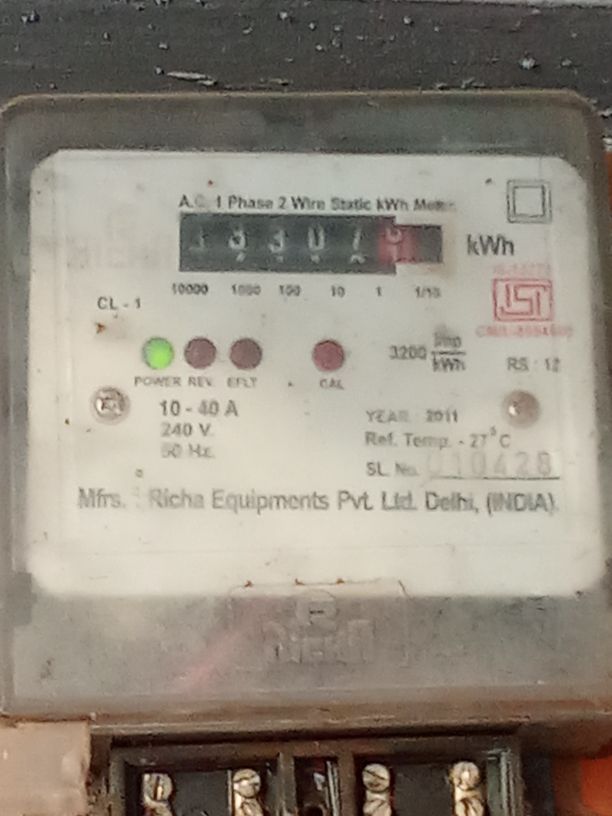 A.C. 1 Phase 2 Wire Static kWh Meter
kWh
10000 1000 100 10 1 1/10
CL - 1
ISI
3200 Imp/kWh
POWER REV. EFLT CAL
RS : 12
10 - 40 A
240 V.
50 Hz.
YEAR 2011
Ref. Temp. - 27°C
SL. No. 010428
Mfrs. : Richa Equipments Pvt. Ltd. Delhi, (INDIA).